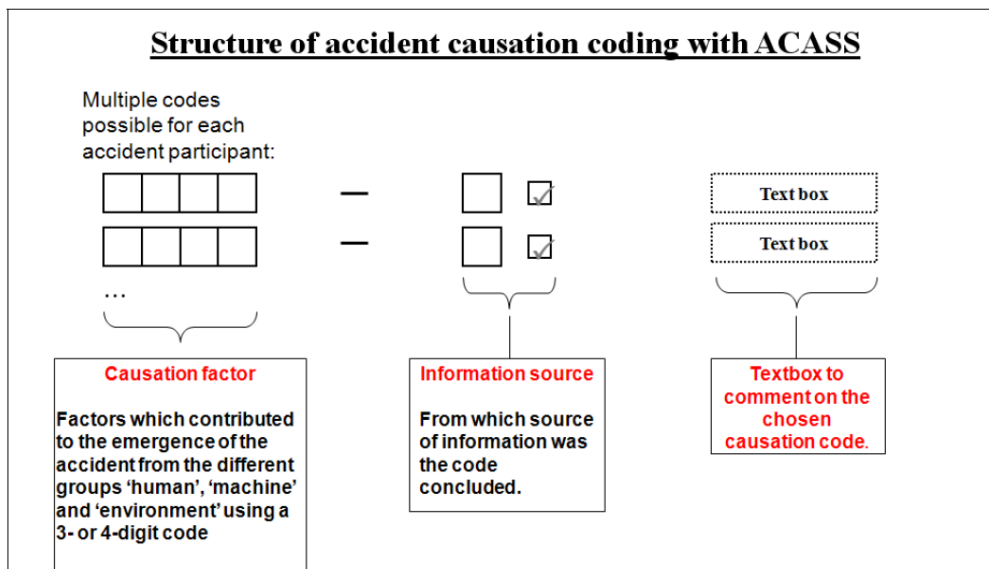 Structure of accident causation coding with ACASS
Multiple codes
possible for each
accident participant:
Text box
Text box
...
Causation factor
Factors which contributed
to the emergence of the
accident from the different
groups ‘human’, ‘machine’
and ‘environment’ using a
3- or 4-digit code
Information source
From which source
of information was
the code
concluded.
Textbox to
comment on the
chosen
causation code.